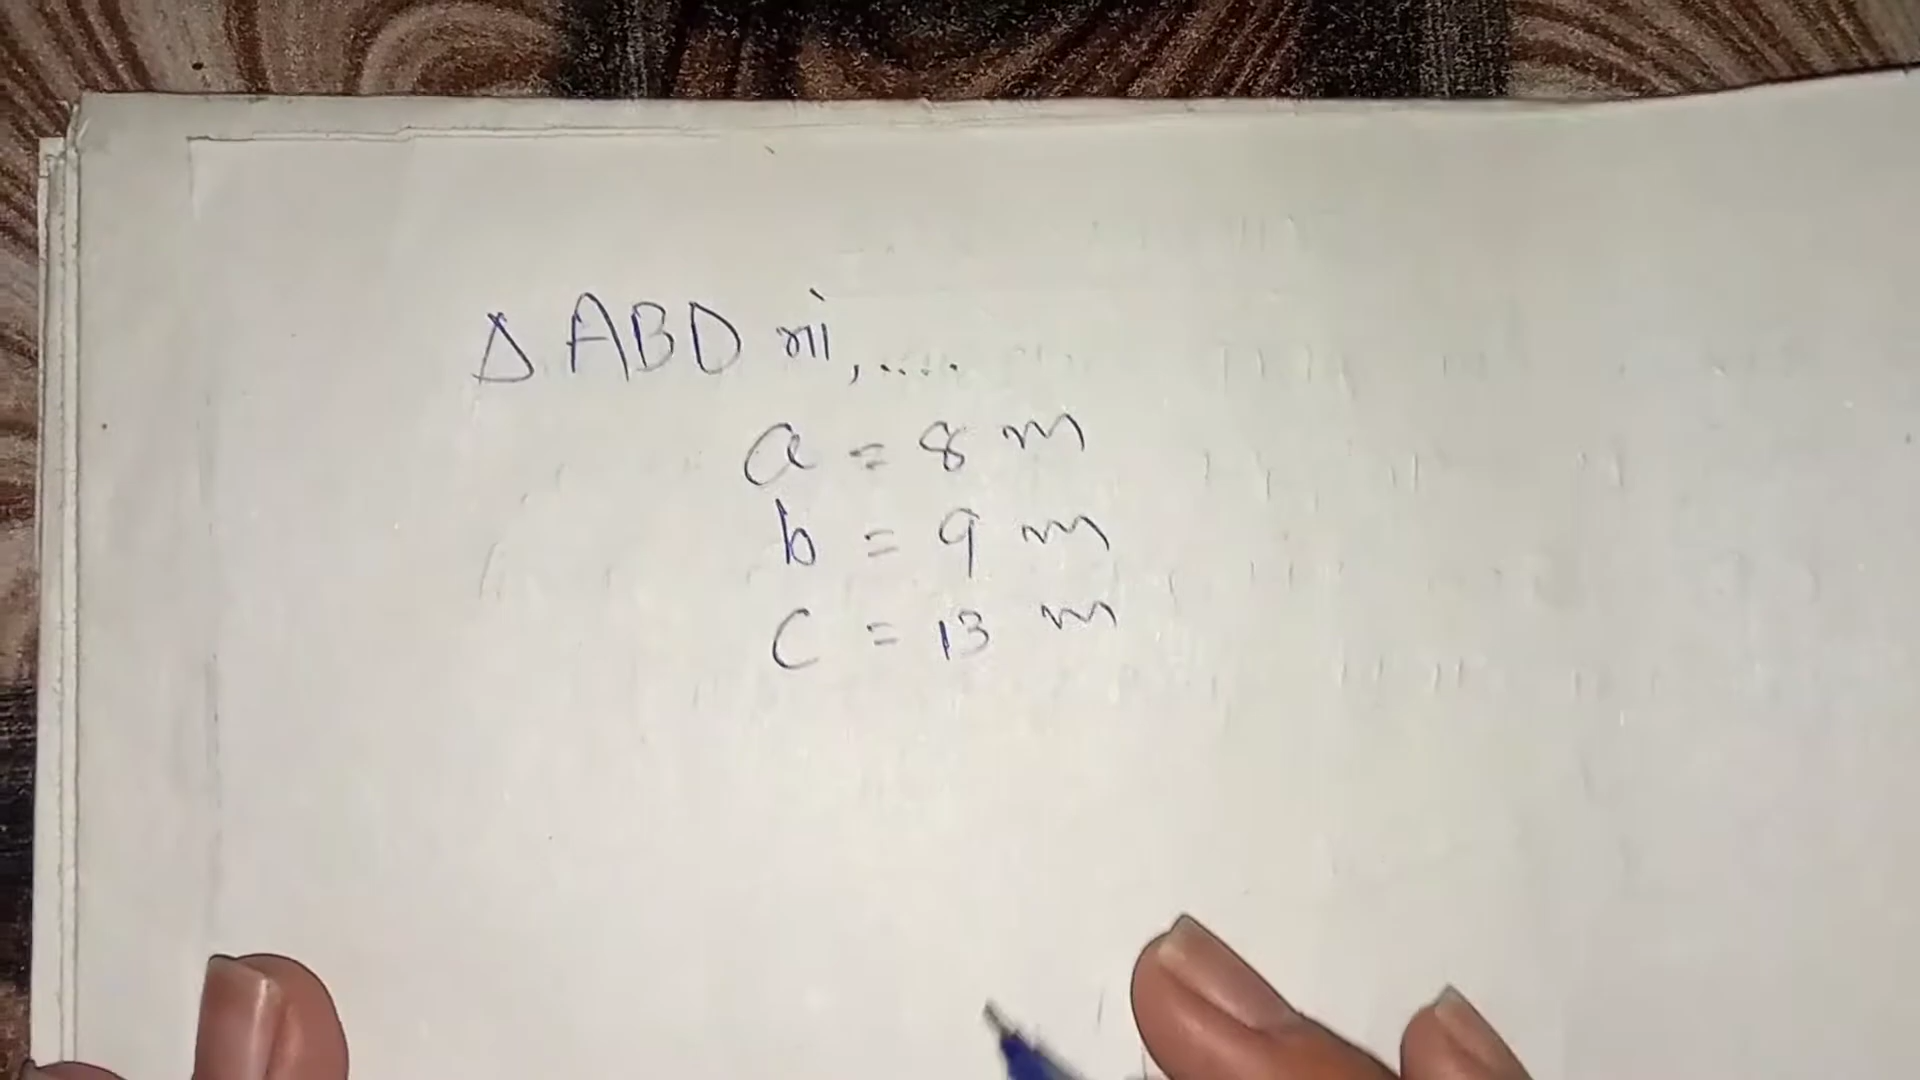 Δ ABD માં, .....
a = 8 m
b = 9 m
c = 13 m